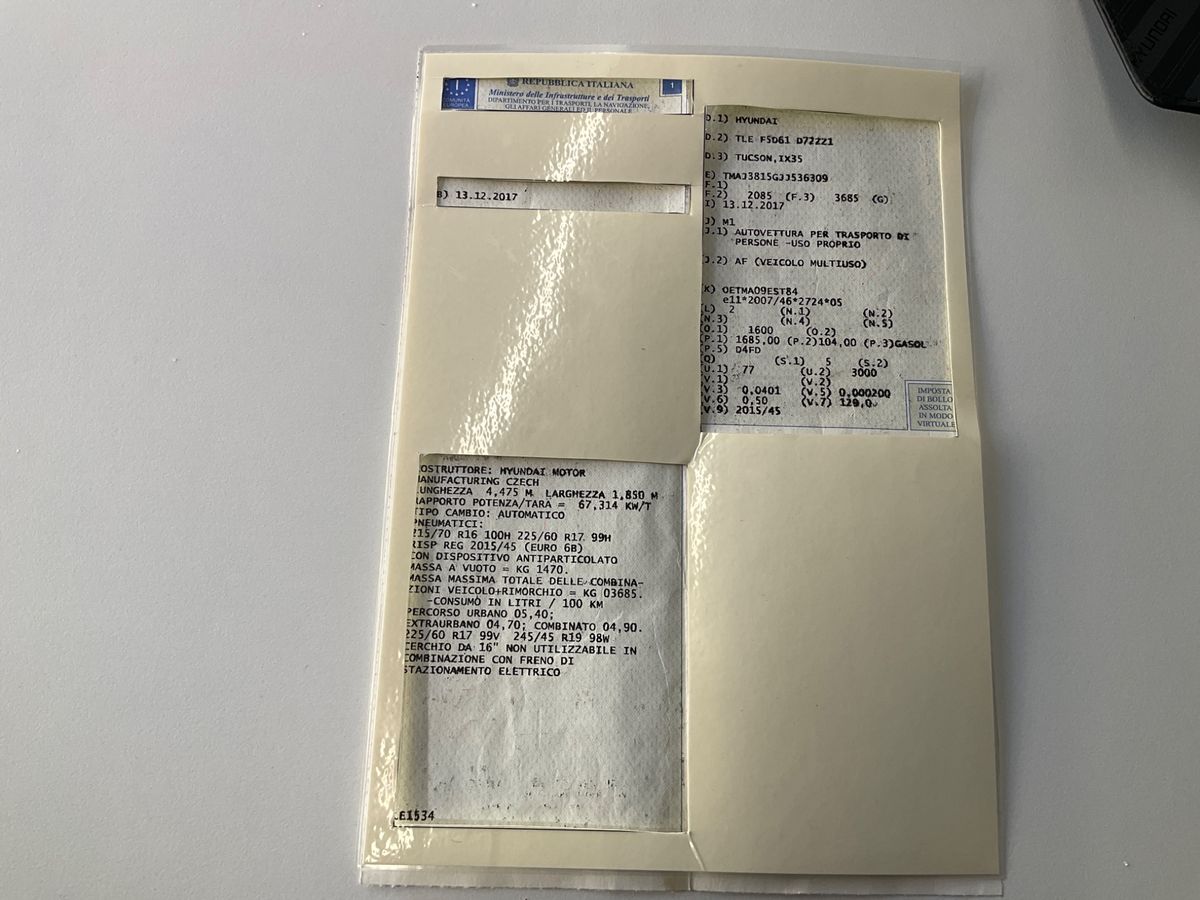 REPUBBLICA ITALIANA
1
COMUNITÀ
EUROPEA
Ministero delle Infrastrutture e dei Trasporti
DIPARTIMENTO PER I TRASPORTI, LA NAVIGAZIONE,
GLI AFFARI GENERALI ED IL PERSONALE
B) 13.12.2017
D.1) HYUNDAI
D.2) TLE F5D61 D7ZZZ1
D.3) TUCSON,IX35
E) TMAJ3815GJJ536309
F.1)
F.2) 2085 (F.3) 3685 (G)
I) 13.12.2017
J) M1
J.1) AUTOVETTURA PER TRASPORTO DI
PERSONE -USO PROPRIO
(J.2) AF (VEICOLO MULTIUSO)
(K) OETMA09EST84
e11*2007/46*2724*05
(L) 2 (N.1) (N.2)
(N.3) (N.4) (N.5)
(O.1) 1600 (O.2)
(P.1) 1685,00 (P.2)104,00 (P.3)GASOL
(P.5) D4FD
(Q) (S.1) 5 (S.2)
(U.1) 77 (U.2) 3000
(V.1) (V.2)
(V.3) 0,0401 (V.5) 0,000200
(V.6) 0,50 (V.7) 129,0
(V.9) 2015/45
IMPOSTA
DI BOLLO
ASSOLTA
IN MODO
VIRTUALE
OSTRUTTORE: HYUNDAI MOTOR
MANUFACTURING CZECH
LUNGHEZZA 4,475 M LARGHEZZA 1,850 M
RAPPORTO POTENZA/TARA = 67,314 KW/T
TIPO CAMBIO: AUTOMATICO
PNEUMATICI:
215/70 R16 100H 225/60 R17 99H
RISP REG 2015/45 (EURO 6B)
CON DISPOSITIVO ANTIPARTICOLATO
MASSA A VUOTO = KG 1470.
MASSA MASSIMA TOTALE DELLE COMBINA-
ZIONI VEICOLO+RIMORCHIO = KG 03685.
-CONSUMO IN LITRI / 100 KM
PERCORSO URBANO 05,40;
EXTRAURBANO 04,70; COMBINATO 04,90.
225/60 R17 99V 245/45 R19 98W
CERCHIO DA 16" NON UTILIZZABILE IN
COMBINAZIONE CON FRENO DI
STAZIONAMENTO ELETTRICO
E1534
HYUNDAI